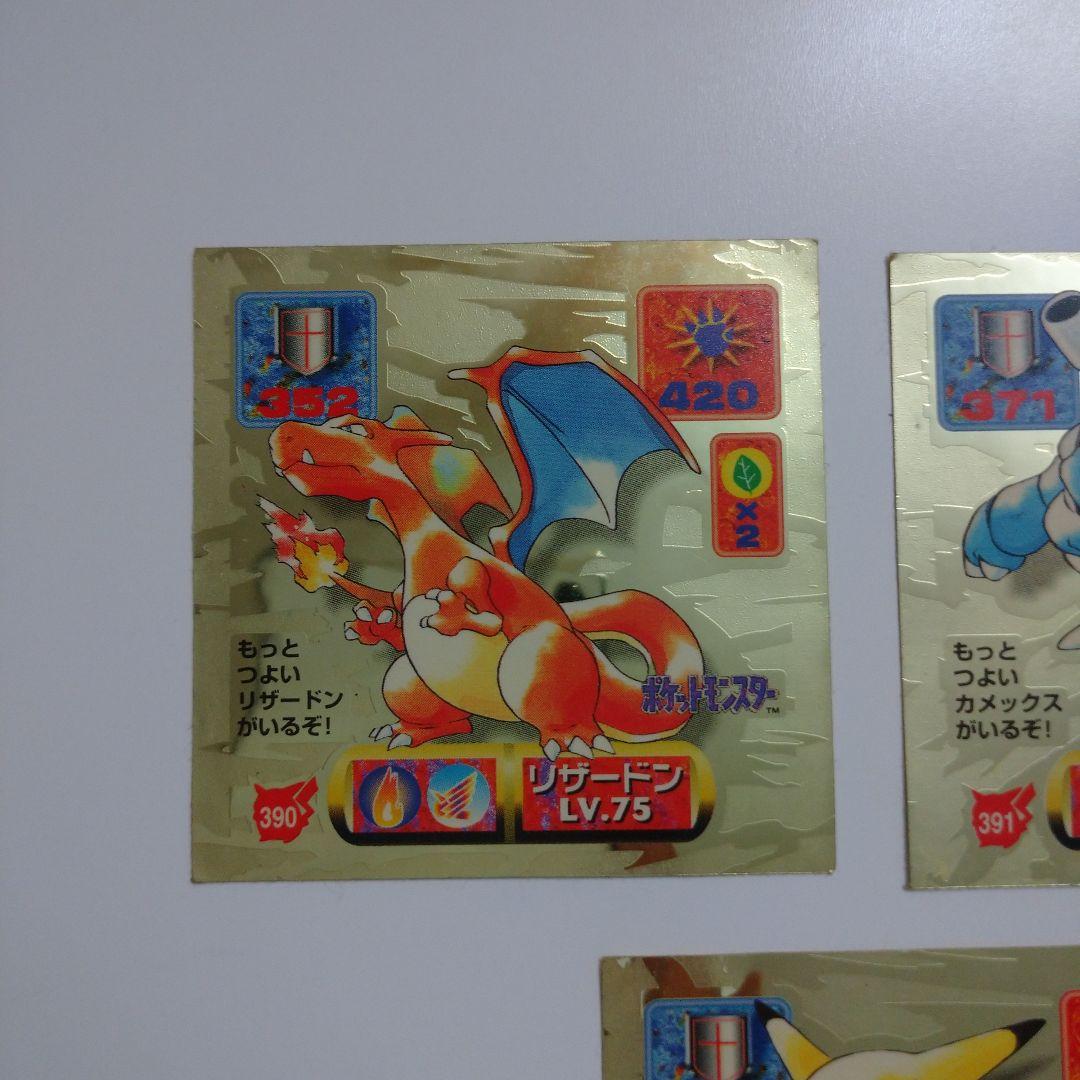 352
420
×2
もっと
つよい
リザードン
がいるぞ!
ポケットモンスター
TM
390
リザードン
LV.75
371
もっと
つよい
カメックス
がいるぞ!
391